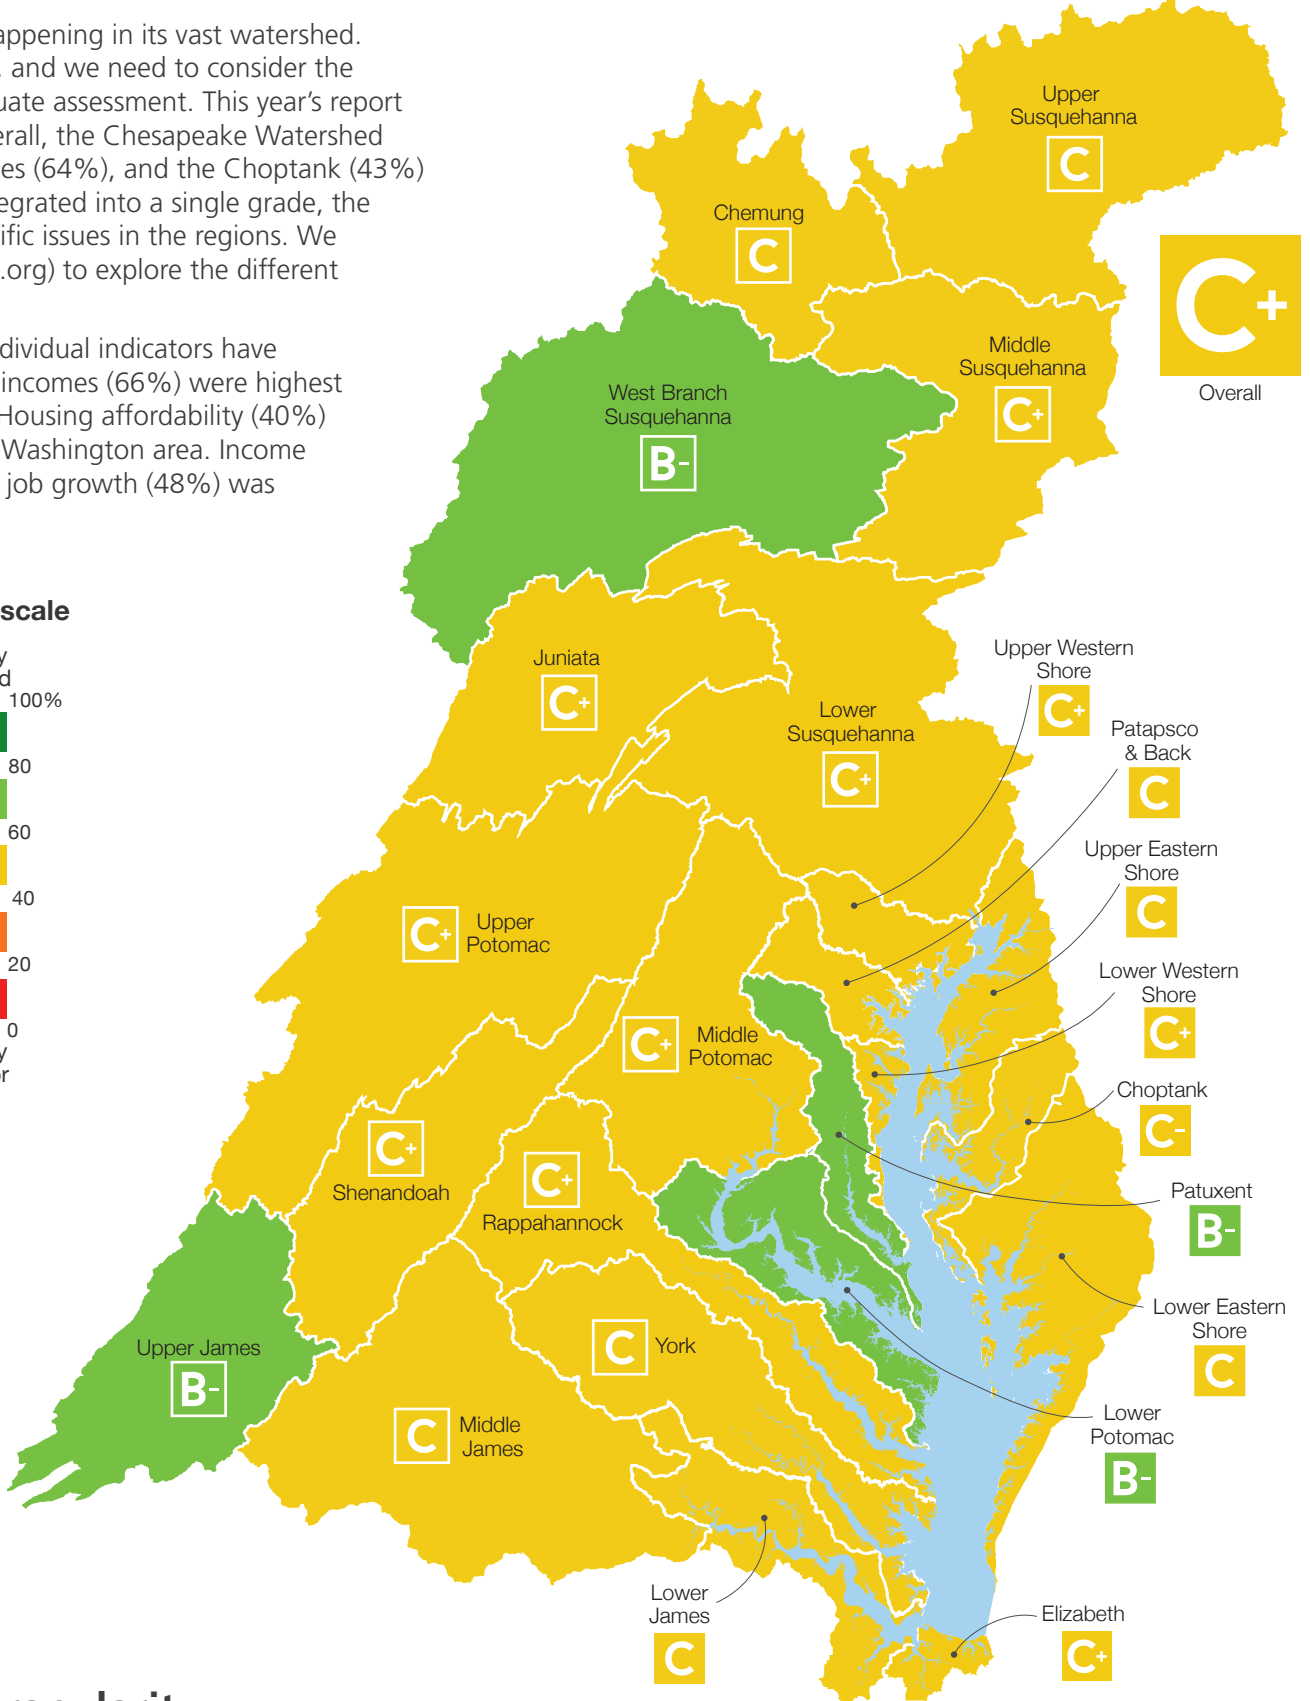 appening in its vast watershed.
, and we need to consider the
uate assessment. This year's report
erall, the Chesapeake Watershed
es (64%), and the Choptank (43%)
tegrated into a single grade, the
ific issues in the regions. We
.org) to explore the different
dividual indicators have
incomes (66%) were highest
Housing affordability (40%)
Washington area. Income
job growth (48%) was
scale
y
d
100%
80
60
40
20
0
y
or
Upper
Susquehanna
C
Chemung
C
C+
Overall
Middle
Susquehanna
C+
West Branch
Susquehanna
B-
Juniata
C+
Lower
Susquehanna
C+
Upper Western
Shore
C+
Patapsco
& Back
C
Upper Eastern
Shore
C
Upper
Potomac
C+
Lower Western
Shore
C+
Middle
Potomac
C+
Choptank
C-
C+
Shenandoah
C+
Rappahannock
Patuxent
B-
Lower Eastern
Shore
C
Upper James
B-
York
C
Middle
James
C
Lower
Potomac
B-
Lower
James
C
Elizabeth
C+